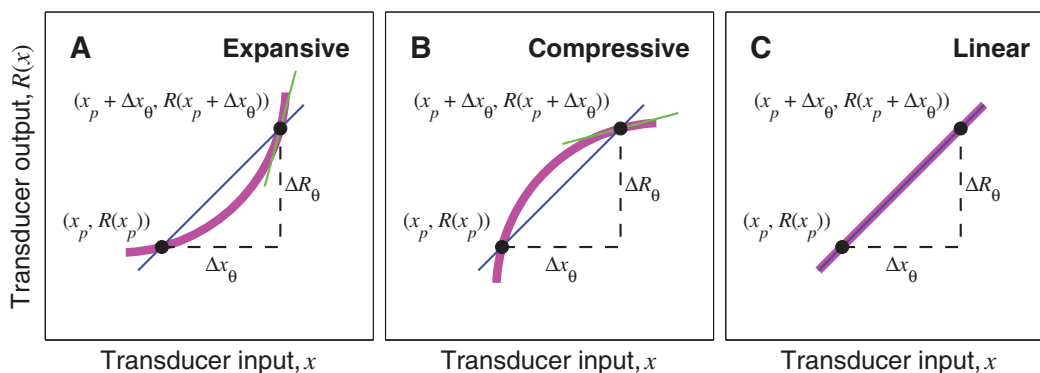 Transducer output, R(x)
A Expansive
(x_p + Δx_θ, R(x_p + Δx_θ))
ΔR_θ
(x_p, R(x_p))
Δx_θ
Transducer input, x
B Compressive
(x_p + Δx_θ, R(x_p + Δx_θ))
ΔR_θ
(x_p, R(x_p))
Δx_θ
Transducer input, x
C Linear
(x_p + Δx_θ, R(x_p + Δx_θ))
ΔR_θ
(x_p, R(x_p))
Δx_θ
Transducer input, x